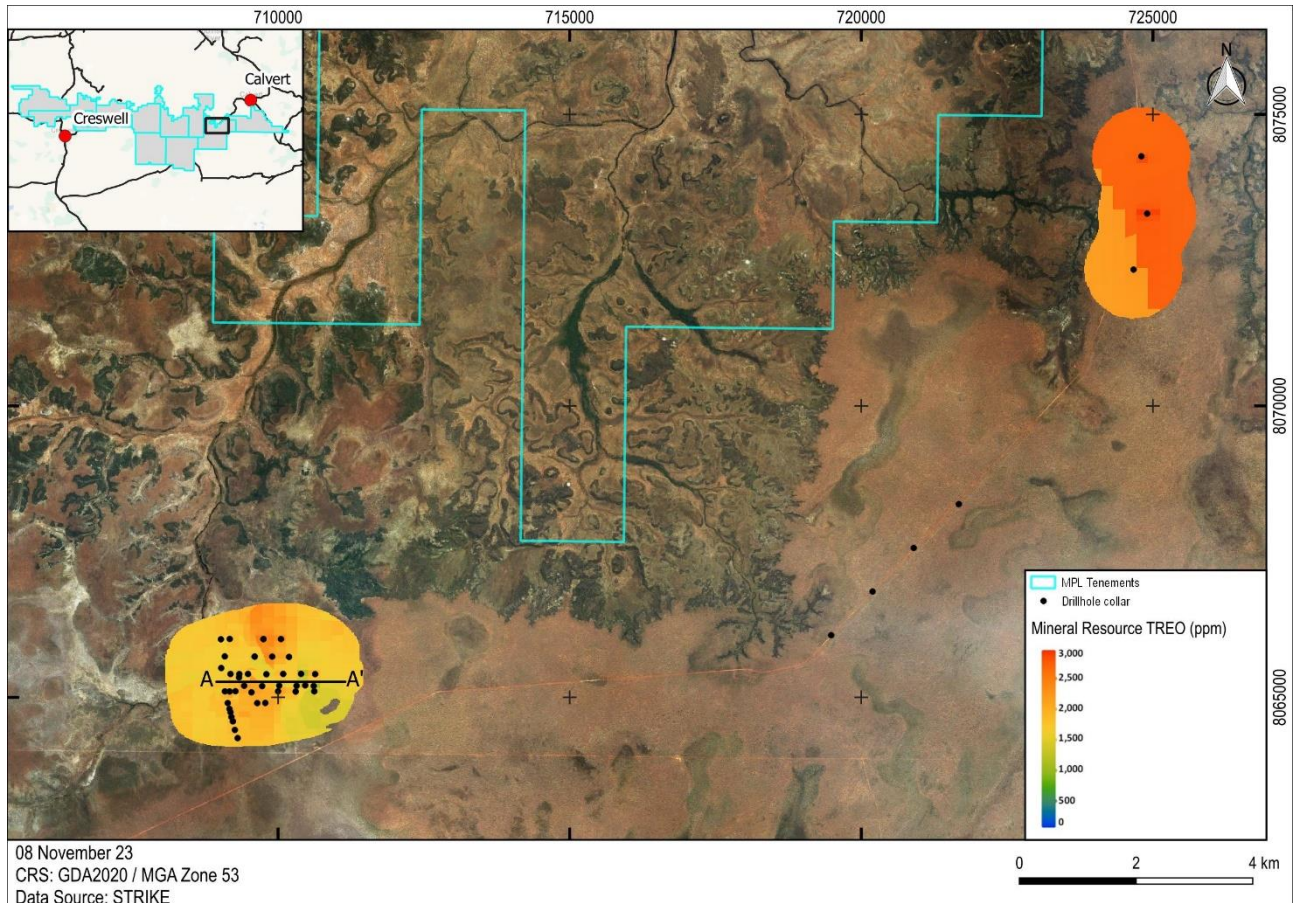 710000
715000
720000
725000
Calvert
Creswell
N
8075000
8070000
8065000
A
A'
MPL Tenements
Drillhole collar
Mineral Resource TREO (ppm)
3,000
2,500
2,000
1,500
1,000
500
0
08 November 23
CRS: GDA2020 / MGA Zone 53
Data Source: STRIKE
0
2
4 km